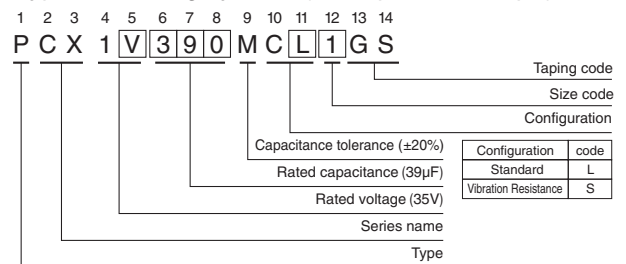 1 2 3 4 5 6 7 8 9 10 11 12 13 14
P C X 1 V 3 9 0 M C L 1 G S
Taping code
Size code
Configuration
Capacitance tolerance (±20%)
Rated capacitance (39µF)
Rated voltage (35V)
Series name
Type
Configuration code
Standard L
Vibration Resistance S